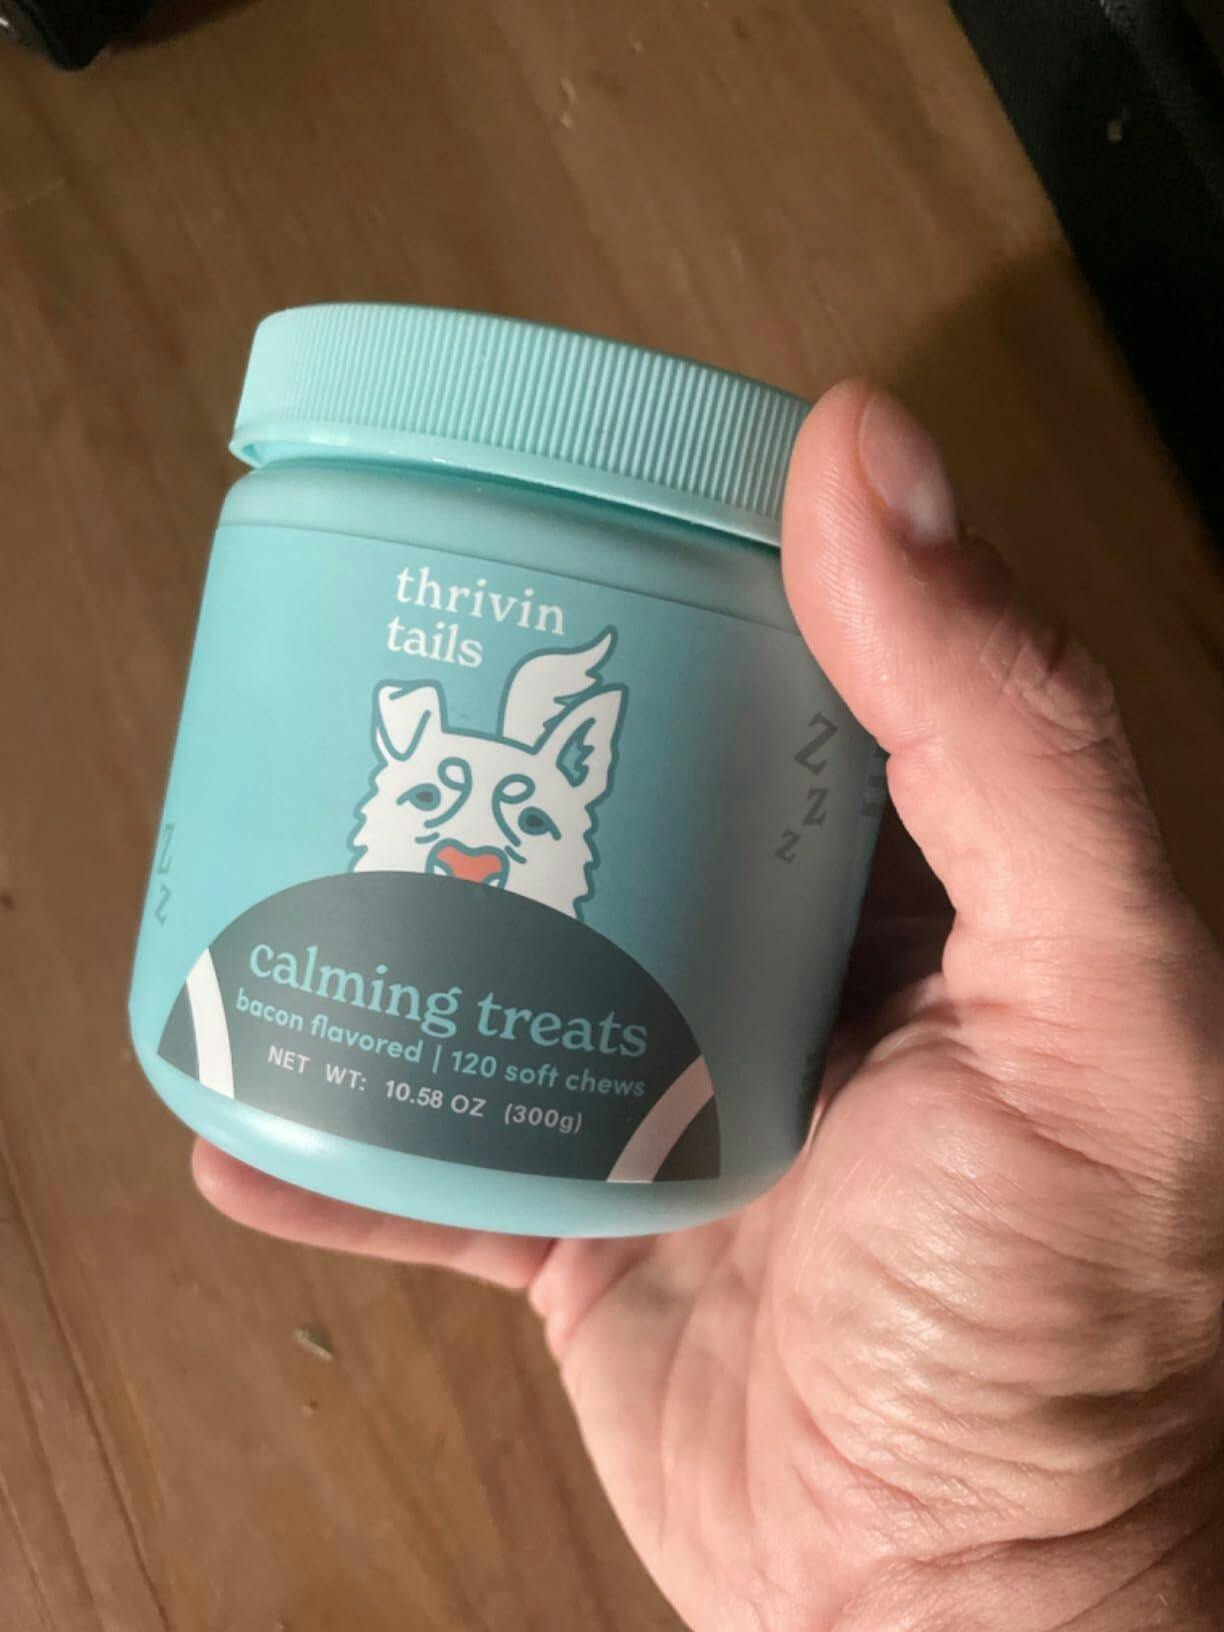 thrivin
tails
Z
Z
Z
Z
Z
calming treats
bacon flavored | 120 soft chews
NET WT: 10.58 OZ (300g)